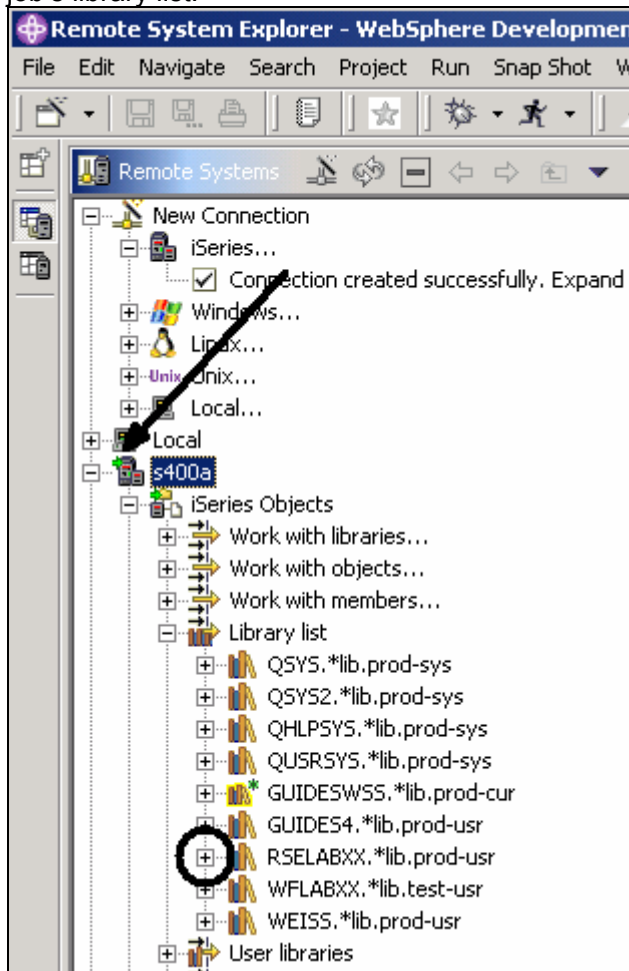 job's library list.
Remote System Explorer - WebSphere Developmen
File Edit Navigate Search Project Run Snap Shot W
Remote Systems
New Connection
iSeries...
Connection created successfully. Expand
Windows...
Linux...
Unix Unix...
Local...
Local
s400a
iSeries Objects
Work with libraries...
Work with objects...
Work with members...
Library list
QSYS.*lib.prod-sys
QSYS2.*lib.prod-sys
QHLPSYS.*lib.prod-sys
QUSRSYS.*lib.prod-sys
GUIDESWSS.*lib.prod-cur
GUIDES4.*lib.prod-usr
RSELABXX.*lib.prod-usr
WFLABXX.*lib.test-usr
WEISS.*lib.prod-usr
User libraries